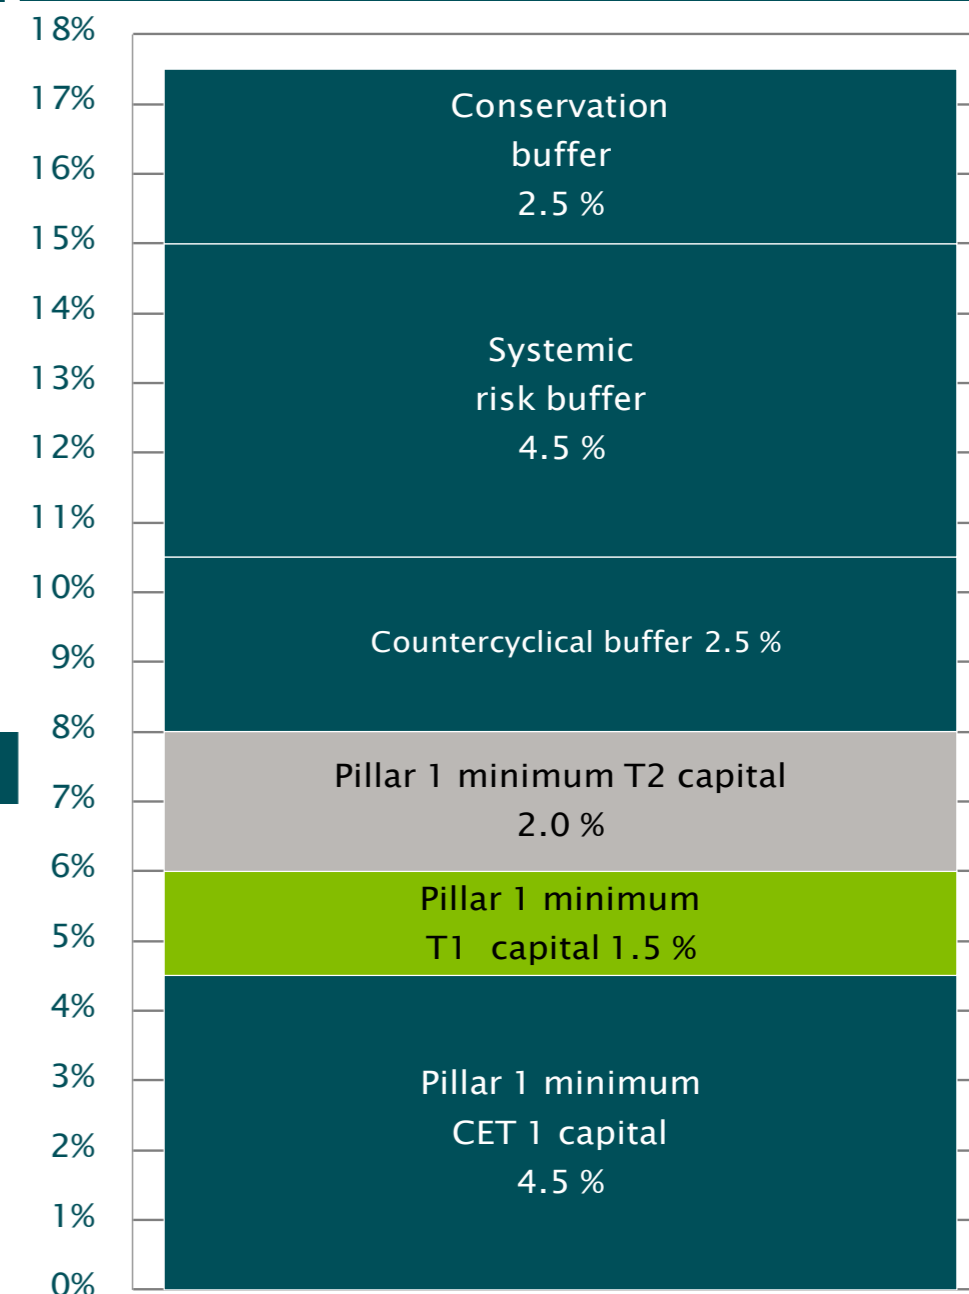 18%
17%
16%
15%
14%
13%
12%
11%
10%
9%
8%
7%
6%
5%
4%
3%
2%
1%
0%
Conservation
buffer
2.5 %
Systemic
risk buffer
4.5 %
Countercyclical buffer 2.5 %
Pillar 1 minimum T2 capital
2.0 %
Pillar 1 minimum
T1 capital 1.5 %
Pillar 1 minimum
CET 1 capital
4.5 %